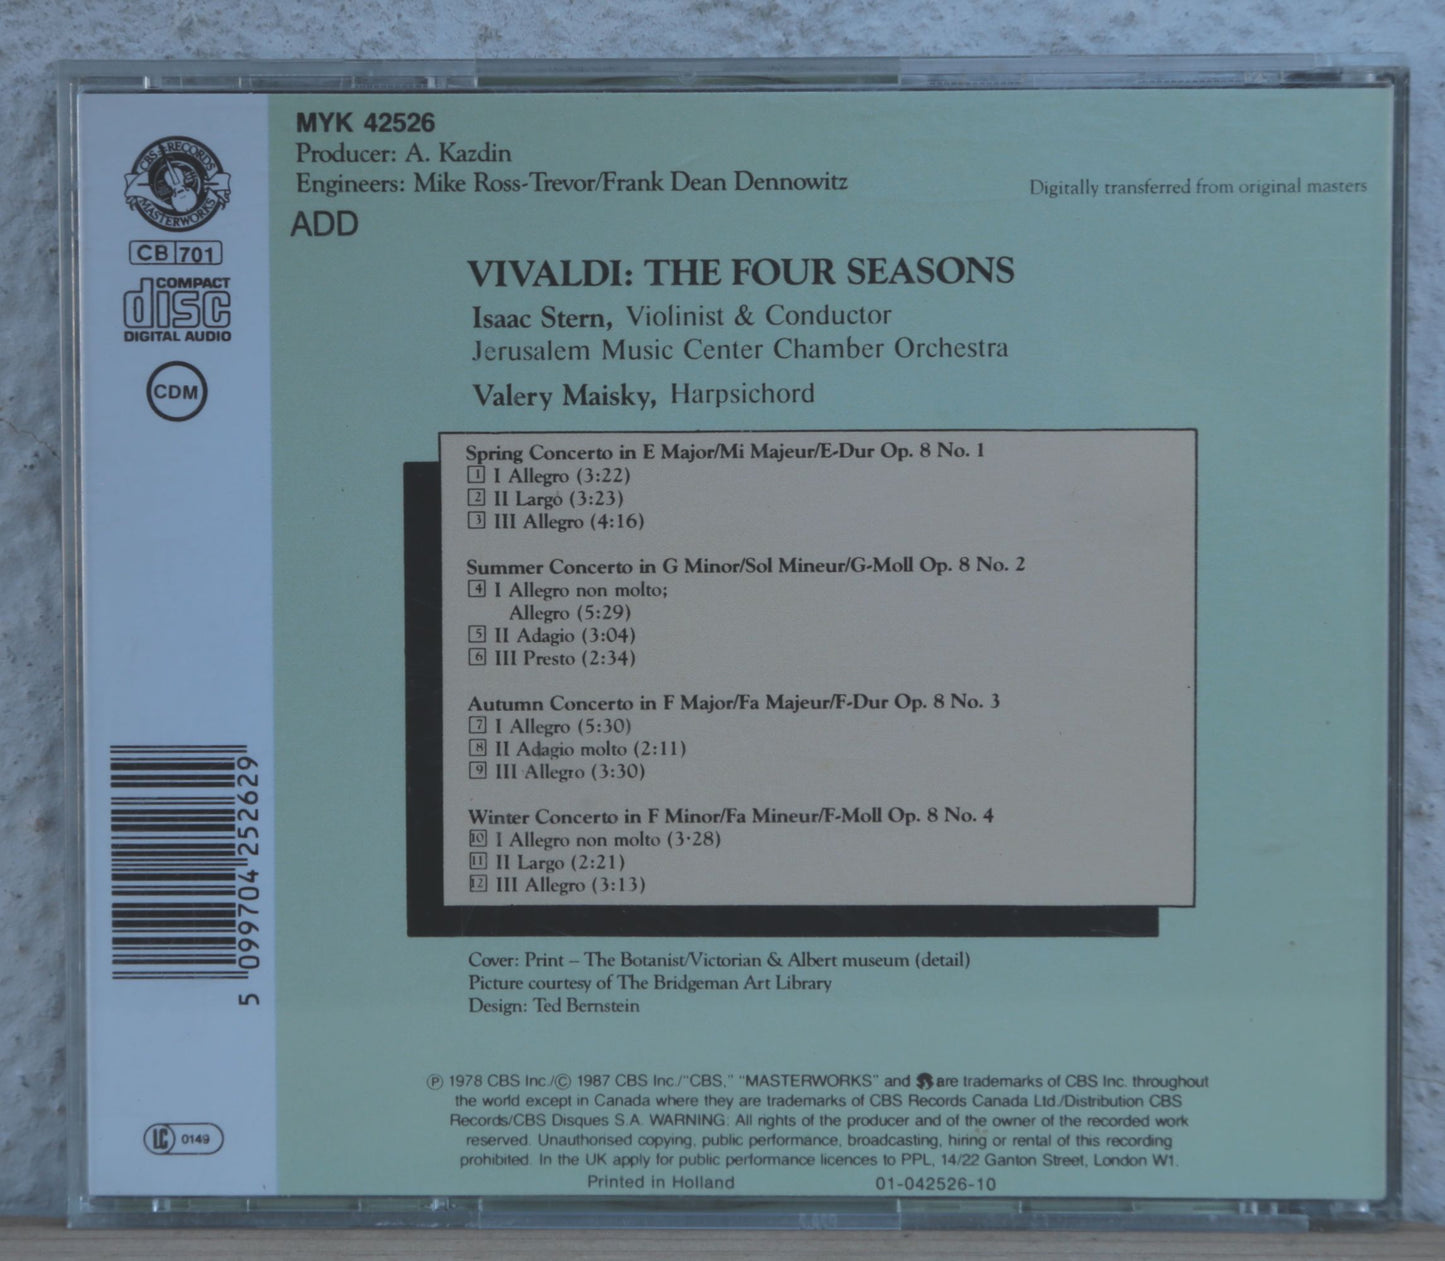 CBS RECORDS
MASTERWORKS
CB 701
COMPACT
disc
DIGITAL AUDIO
CDM
5 099704 252629
LC 0149
MYK 42526
Producer: A. Kazdin
Engineers: Mike Ross-Trevor/Frank Dean Dennowitz
Digitally transferred from original masters
ADD
VIVALDI: THE FOUR SEASONS
Isaac Stern, Violinist & Conductor
Jerusalem Music Center Chamber Orchestra
Valery Maisky, Harpsichord
Spring Concerto in E Major/Mi Majeur/E-Dur Op. 8 No. 1
1 I Allegro (3:22)
2 II Largo (3:23)
3 III Allegro (4:16)
Summer Concerto in G Minor/Sol Mineur/G-Moll Op. 8 No. 2
4 I Allegro non molto;
Allegro (5:29)
5 II Adagio (3:04)
6 III Presto (2:34)
Autumn Concerto in F Major/Fa Majeur/F-Dur Op. 8 No. 3
7 I Allegro (5:30)
8 II Adagio molto (2:11)
9 III Allegro (3:30)
Winter Concerto in F Minor/Fa Mineur/F-Moll Op. 8 No. 4
10 I Allegro non molto (3:28)
11 II Largo (2:21)
12 III Allegro (3:13)
Cover: Print – The Botanist/Victorian & Albert museum (detail)
Picture courtesy of The Bridgeman Art Library
Design: Ted Bernstein
Ⓟ 1978 CBS Inc./© 1987 CBS Inc./"CBS," "MASTERWORKS" and are trademarks of CBS Inc. throughout
the world except in Canada where they are trademarks of CBS Records Canada Ltd./Distribution CBS
Records/CBS Disques S.A. WARNING: All rights of the producer and of the owner of the recorded work
reserved. Unauthorised copying, public performance, broadcasting, hiring or rental of this recording
prohibited. In the UK apply for public performance licences to PPL, 14/22 Ganton Street, London W1.
Printed in Holland 01-042526-10